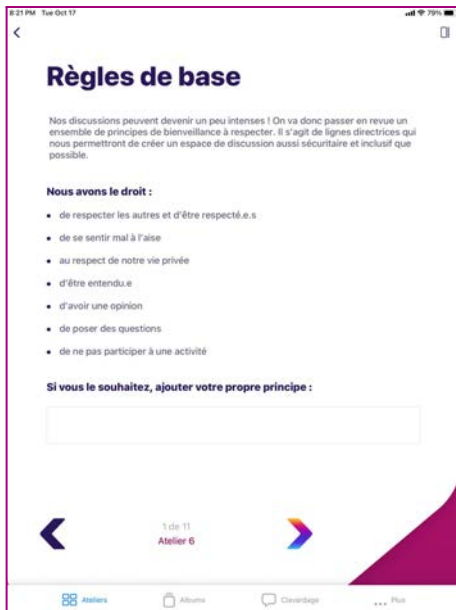 8:21 PM Tue Oct 17
79%
Règles de base
Nos discussions peuvent devenir un peu intenses ! On va donc passer en revue un
ensemble de principes de bienveillance à respecter. Il s'agit de lignes directrices qui
nous permettront de créer un espace de discussion aussi sécuritaire et inclusif que
possible.
Nous avons le droit :
• de respecter les autres et d'être respecté.e.s
• de se sentir mal à l'aise
• au respect de notre vie privée
• d'être entendu.e
• d'avoir une opinion
• de poser des questions
• de ne pas participer à une activité
Si vous le souhaitez, ajouter votre propre principe :
1 de 11
Atelier 6
Ateliers
Albums
Clavardage
Plus